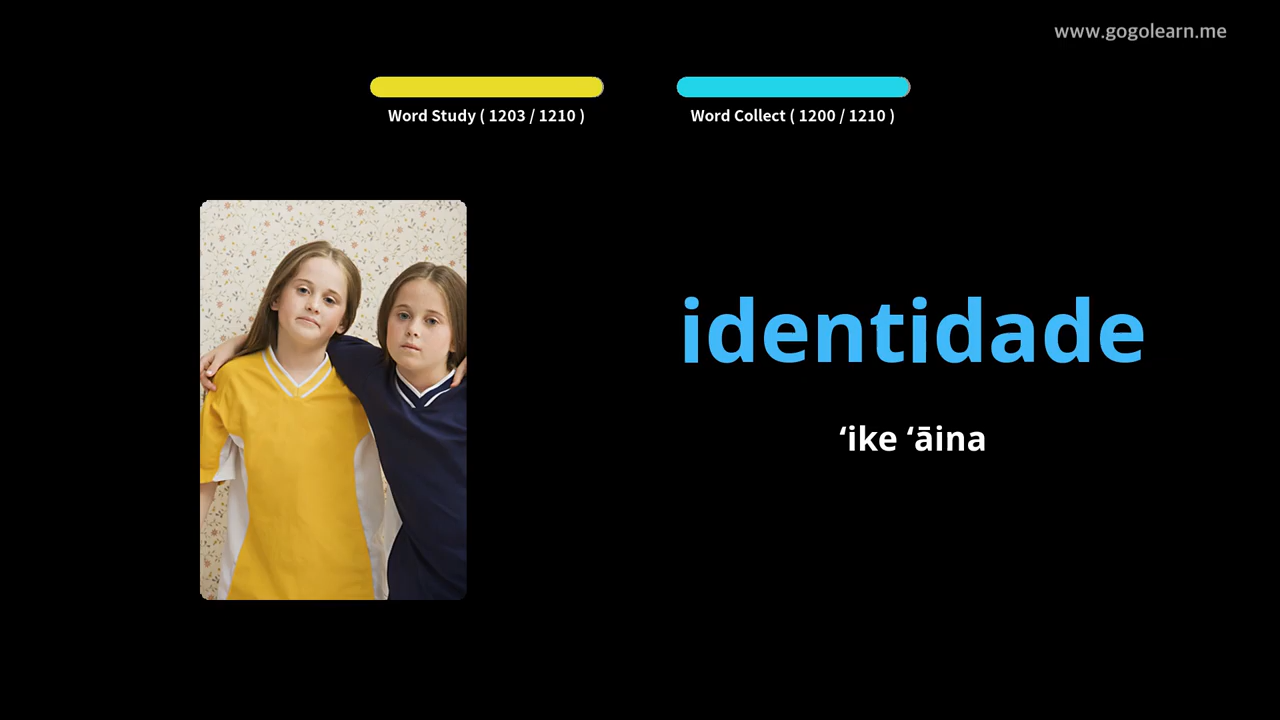 www.gogolearn.me
Word Study ( 1203 / 1210 )
Word Collect ( 1200 / 1210 )
identidade
ʻike ʻāina